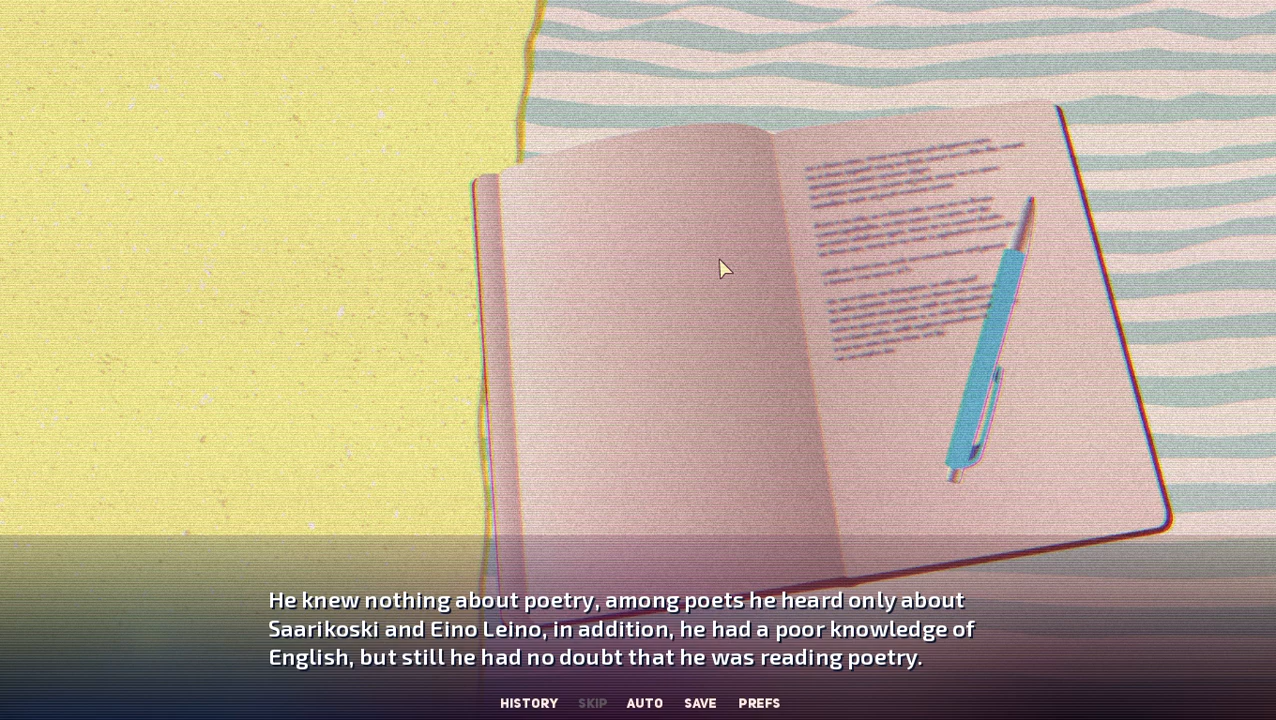 He knew nothing about poetry, among poets he heard only about
Saarikoski and Eino Leino, in addition, he had a poor knowledge of
English, but still he had no doubt that he was reading poetry.
HISTORY SKIP AUTO SAVE PREFS